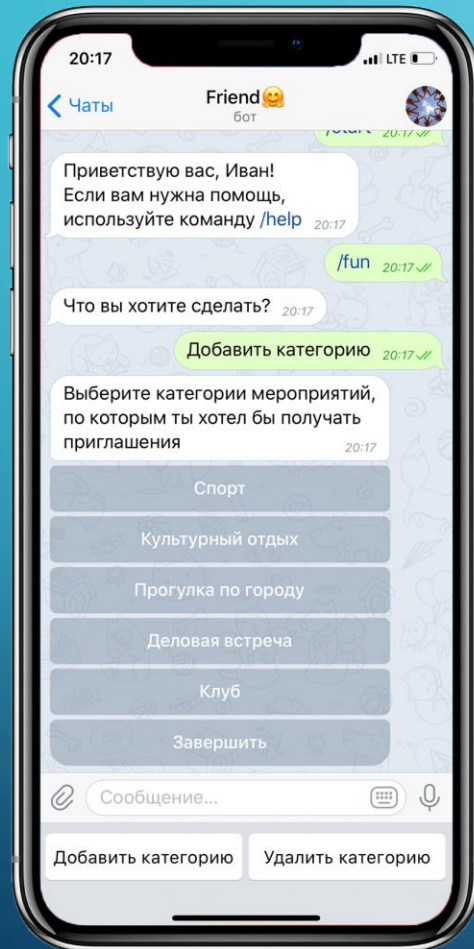 20:17
LTE
Чаты
Friend🤗
бот
/start 20:17
Приветствую вас, Иван!
Если вам нужна помощь,
используйте команду /help 20:17
/fun 20:17
Что вы хотите сделать? 20:17
Добавить категорию 20:17
Выберите категории мероприятий,
по которым ты хотел бы получать
приглашения 20:17
Спорт
Культурный отдых
Прогулка по городу
Деловая встреча
Клуб
Завершить
Сообщение...
Добавить категорию Удалить категорию